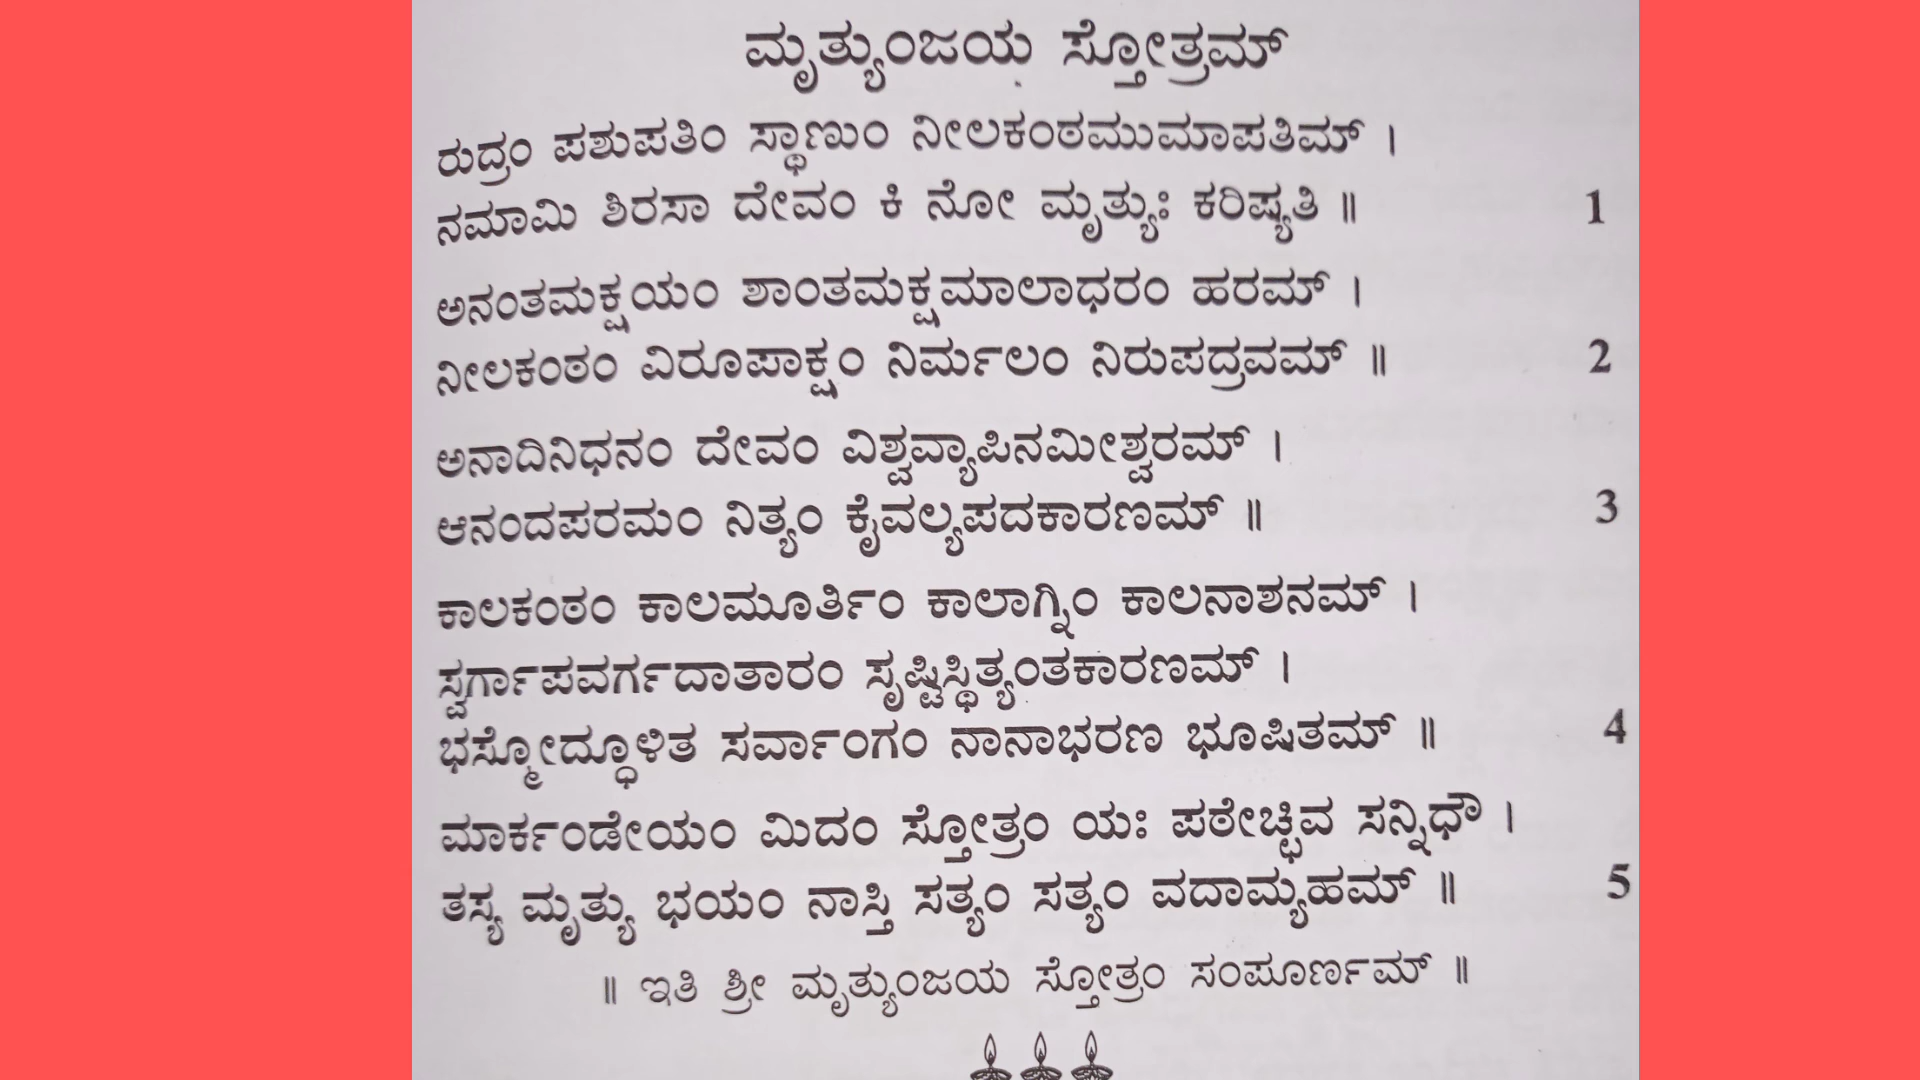 ಮೃತ್ಯುಂಜಯ ಸ್ತೋತ್ರಮ್
ರುದ್ರಂ ಪಶುಪತಿಂ ಸ್ಥಾಣುಂ ನೀಲಕಂಠಮುಮಾಪತಿಮ್ ।
ನಮಾಮಿ ಶಿರಸಾ ದೇವಂ ಕಿ ನೋ ಮೃತ್ಯುಃ ಕರಿಷ್ಯತಿ ॥ 1
ಅನಂತಮಕ್ಷಯಂ ಶಾಂತಮಕ್ಷಮಾಲಾಧರಂ ಹರಮ್ ।
ನೀಲಕಂಠಂ ವಿರೂಪಾಕ್ಷಂ ನಿರ್ಮಲಂ ನಿರುಪದ್ರವಮ್ ॥ 2
ಅನಾದಿನಿಧನಂ ದೇವಂ ವಿಶ್ವವ್ಯಾಪಿನಮೀಶ್ವರಮ್ ।
ಆನಂದಪರಮಂ ನಿತ್ಯಂ ಕೈವಲ್ಯಪದಕಾರಣಮ್ ॥ 3
ಕಾಲಕಂಠಂ ಕಾಲಮೂರ್ತಿಂ ಕಾಲಾಗ್ನಿಂ ಕಾಲನಾಶನಮ್ ।
ಸ್ವರ್ಗಾಪವರ್ಗದಾತಾರಂ ಸೃಷ್ಟಿಸ್ಥಿತ್ಯಂತಕಾರಣಮ್ ।
ಭಸ್ಮೋದ್ಧೂಳಿತ ಸರ್ವಾಂಗಂ ನಾನಾಭರಣ ಭೂಷಿತಮ್ ॥ 4
ಮಾರ್ಕಂಡೇಯಂ ಮಿದಂ ಸ್ತೋತ್ರಂ ಯಃ ಪಠೇಚ್ಛಿವ ಸನ್ನಿಧೌ ।
ತಸ್ಯ ಮೃತ್ಯು ಭಯಂ ನಾಸ್ತಿ ಸತ್ಯಂ ಸತ್ಯಂ ವದಾಮ್ಯಹಮ್ ॥ 5
॥ ಇತಿ ಶ್ರೀ ಮೃತ್ಯುಂಜಯ ಸ್ತೋತ್ರಂ ಸಂಪೂರ್ಣಮ್ ॥